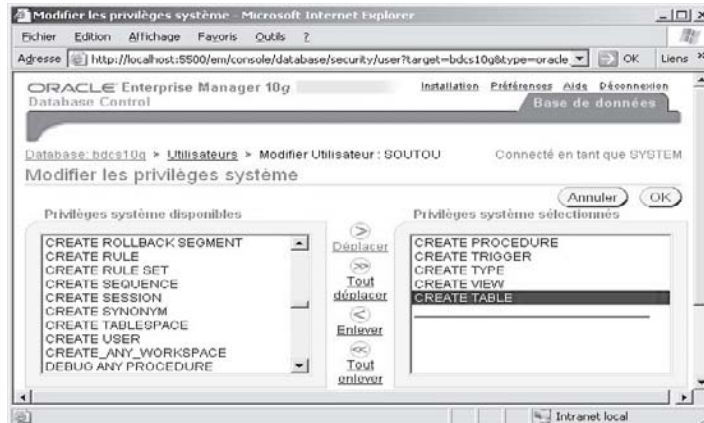 Modifier les privilèges système - Microsoft Internet Explorer
Fichier Edition Affichage Favoris Outils ?
Adresse http://localhost:5500/em/console/database/security/user?target=bdcs10g&type=oracle OK Liens »
ORACLE Enterprise Manager 10g
Database Control
Installation Préférences Aide Déconnexion
Base de données
Database: bdcs10g > Utilisateurs > Modifier Utilisateur : SOUTOU
Connecté en tant que SYSTEM
Modifier les privilèges système
Annuler OK
Privilèges système disponibles
CREATE ROLLBACK SEGMENT
CREATE RULE
CREATE RULE SET
CREATE SEQUENCE
CREATE SESSION
CREATE SYNONYM
CREATE TABLESPACE
CREATE USER
CREATE_ANY_WORKSPACE
DEBUG ANY PROCEDURE
Déplacer
Tout
déplacer
Enlever
Tout
enlever
Privilèges système sélectionnés
CREATE PROCEDURE
CREATE TRIGGER
CREATE TYPE
CREATE VIEW
CREATE TABLE
Intranet local